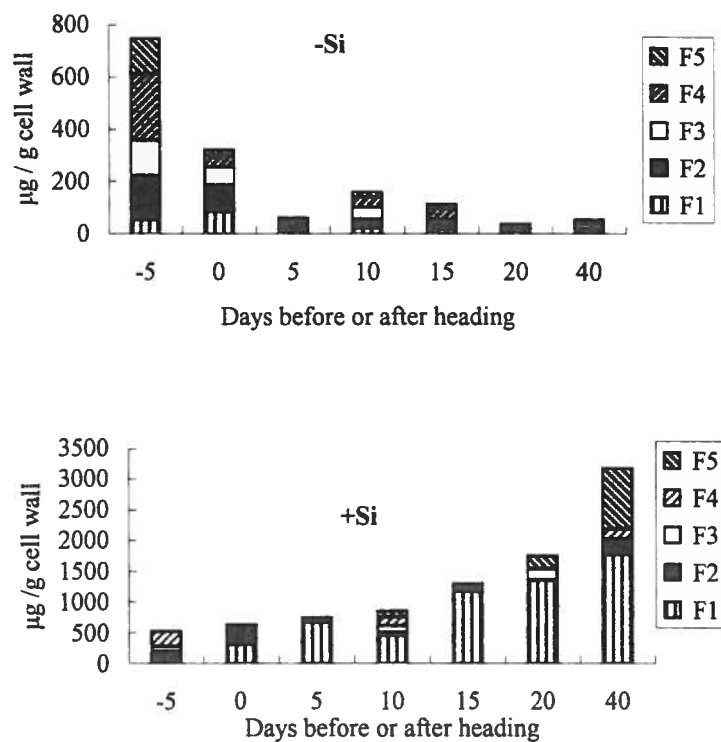 -Si
µg / g cell wall
800
600
400
200
0
-5 0 5 10 15 20 40
Days before or after heading
F5
F4
F3
F2
F1
+Si
µg /g cell wall
3500
3000
2500
2000
1500
1000
500
0
-5 0 5 10 15 20 40
Days before or after heading
F5
F4
F3
F2
F1